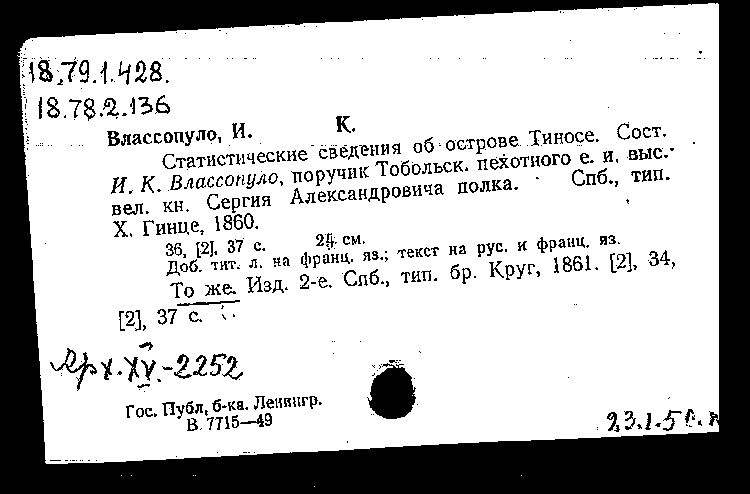 18.79.1.428.
18.78.2.136
Влассопуло, И. К.
Статистические сведения об острове Тиносе. Сост.
И. К. Влассопуло, поручик Тобольск. пехотного е. и. выс.
вел. кн. Сергия Александровича полка. Спб., тип.
Х. Гинце, 1860.
36, [2], 37 с. 24 см.
Доб. тит. л. на франц. яз.; текст на рус. и франц. яз.
То же. Изд. 2-е. Спб., тип. бр. Круг, 1861. [2], 34,
[2], 37 с.
Арх. XV-2252
Гос. Публ. б-ка. Ленингр.
В 7715—49
23.1.50.